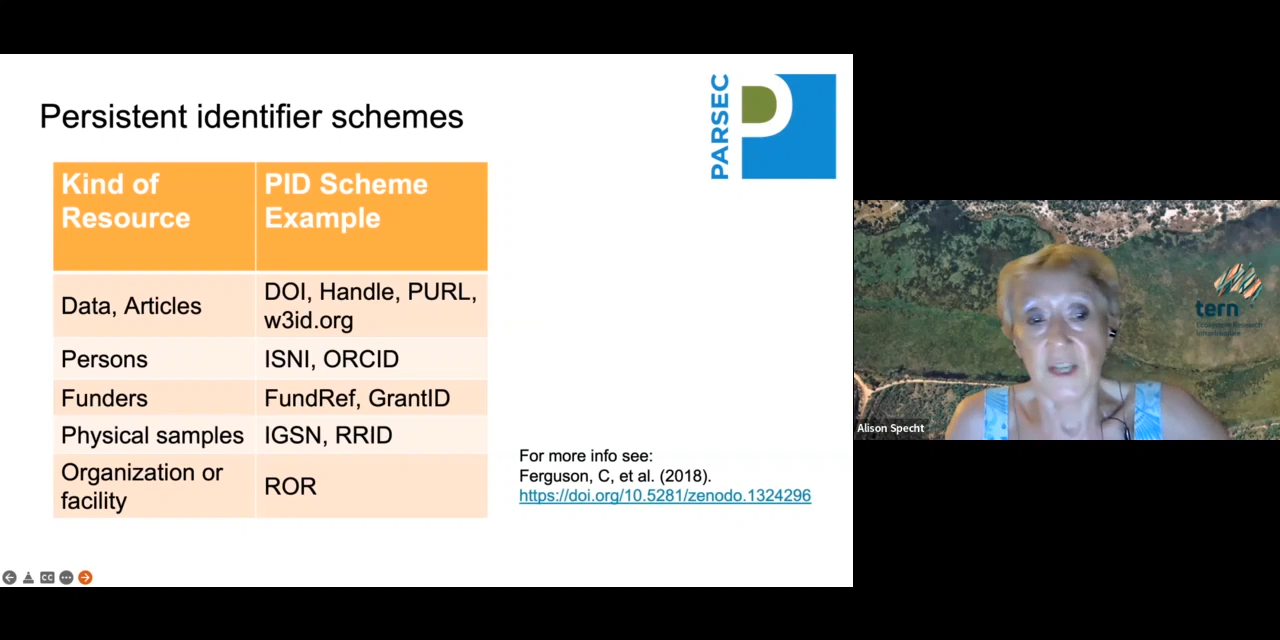 Persistent identifier schemes
PARSEC
Kind of
Resource
PID Scheme
Example
Data, Articles
DOI, Handle, PURL,
w3id.org
Persons
ISNI, ORCID
Funders
FundRef, GrantID
Physical samples
IGSN, RRID
Organization or
facility
ROR
For more info see:
Ferguson, C, et al. (2018).
https://doi.org/10.5281/zenodo.1324296
CC
tern
Alison Specht